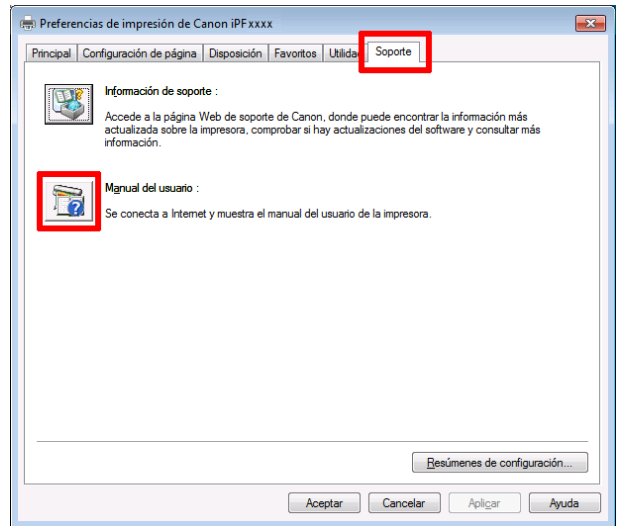 Preferencias de impresión de Canon iPFxxxx
Principal Configuración de página Disposición Favoritos Utilidad Soporte
Información de soporte :
Accede a la página Web de soporte de Canon, donde puede encontrar la información más
actualizada sobre la impresora, comprobar si hay actualizaciones del software y consultar más
información.
Manual del usuario :
Se conecta a Internet y muestra el manual del usuario de la impresora.
Resúmenes de configuración...
Aceptar Cancelar Aplicar Ayuda